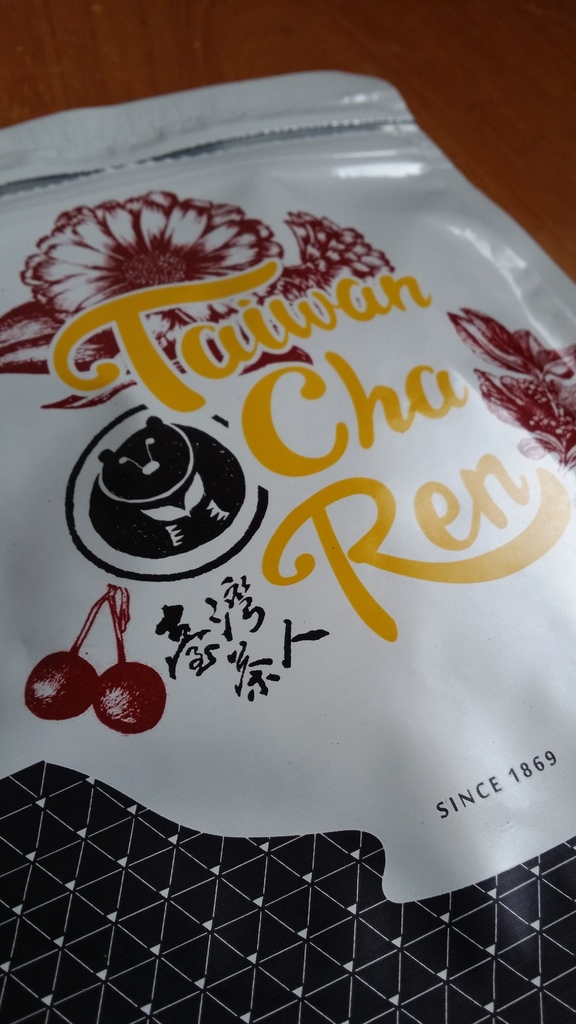 Taiwan
Cha
Ren
臺灣
茶人
SINCE 1869